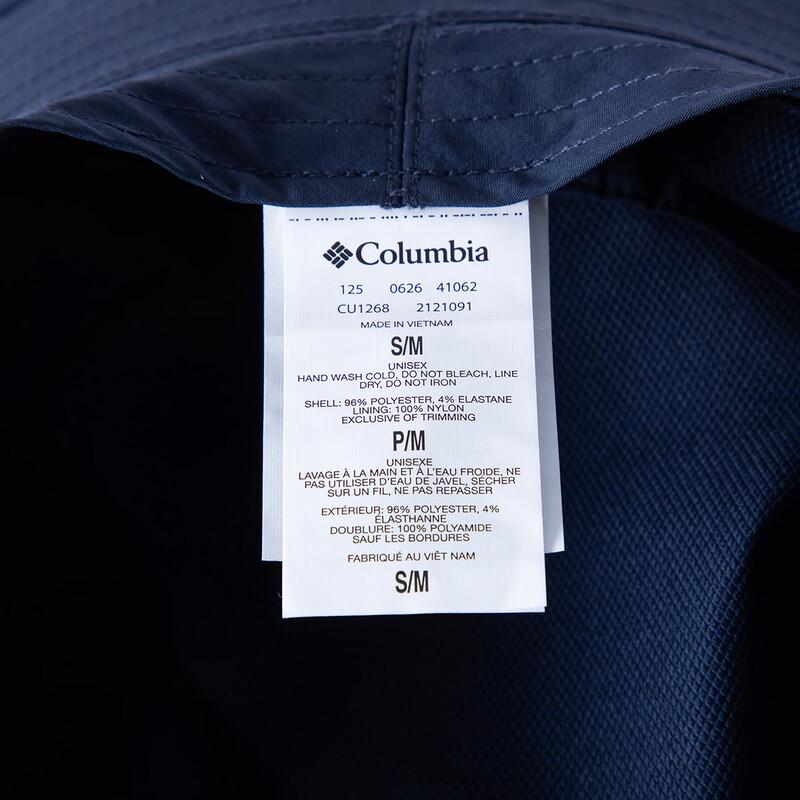 Columbia
125 0626 41062
CU1268 2121091
MADE IN VIETNAM
S/M
UNISEX
HAND WASH COLD, DO NOT BLEACH, LINE
DRY, DO NOT IRON
SHELL: 96% POLYESTER, 4% ELASTANE
LINING: 100% NYLON
EXCLUSIVE OF TRIMMING
P/M
UNISEXE
LAVAGE À LA MAIN ET À L'EAU FROIDE, NE
PAS UTILISER D'EAU DE JAVEL, SÉCHER
SUR UN FIL, NE PAS REPASSER
EXTÉRIEUR: 96% POLYESTER, 4%
ÉLASTHANNE
DOUBLURE: 100% POLYAMIDE
SAUF LES BORDURES
FABRIQUÉ AU VIÊT NAM
S/M